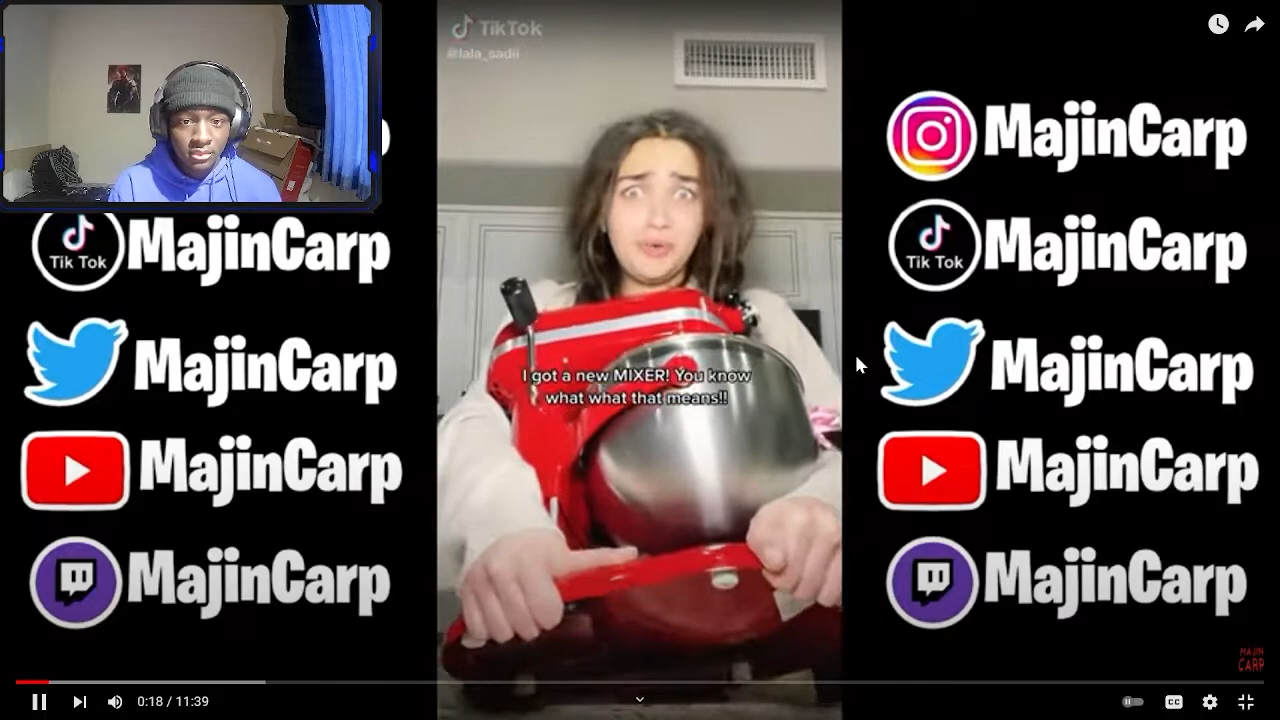 TikTok
@lala_sadii
I got a new MIXER! You know
what what that means!!
Tik Tok
MajinCarp
MajinCarp
MajinCarp
MajinCarp
MajinCarp
Tik Tok
MajinCarp
MajinCarp
MajinCarp
MajinCarp
MAJIN
CARP
0:18 / 11:39
CC